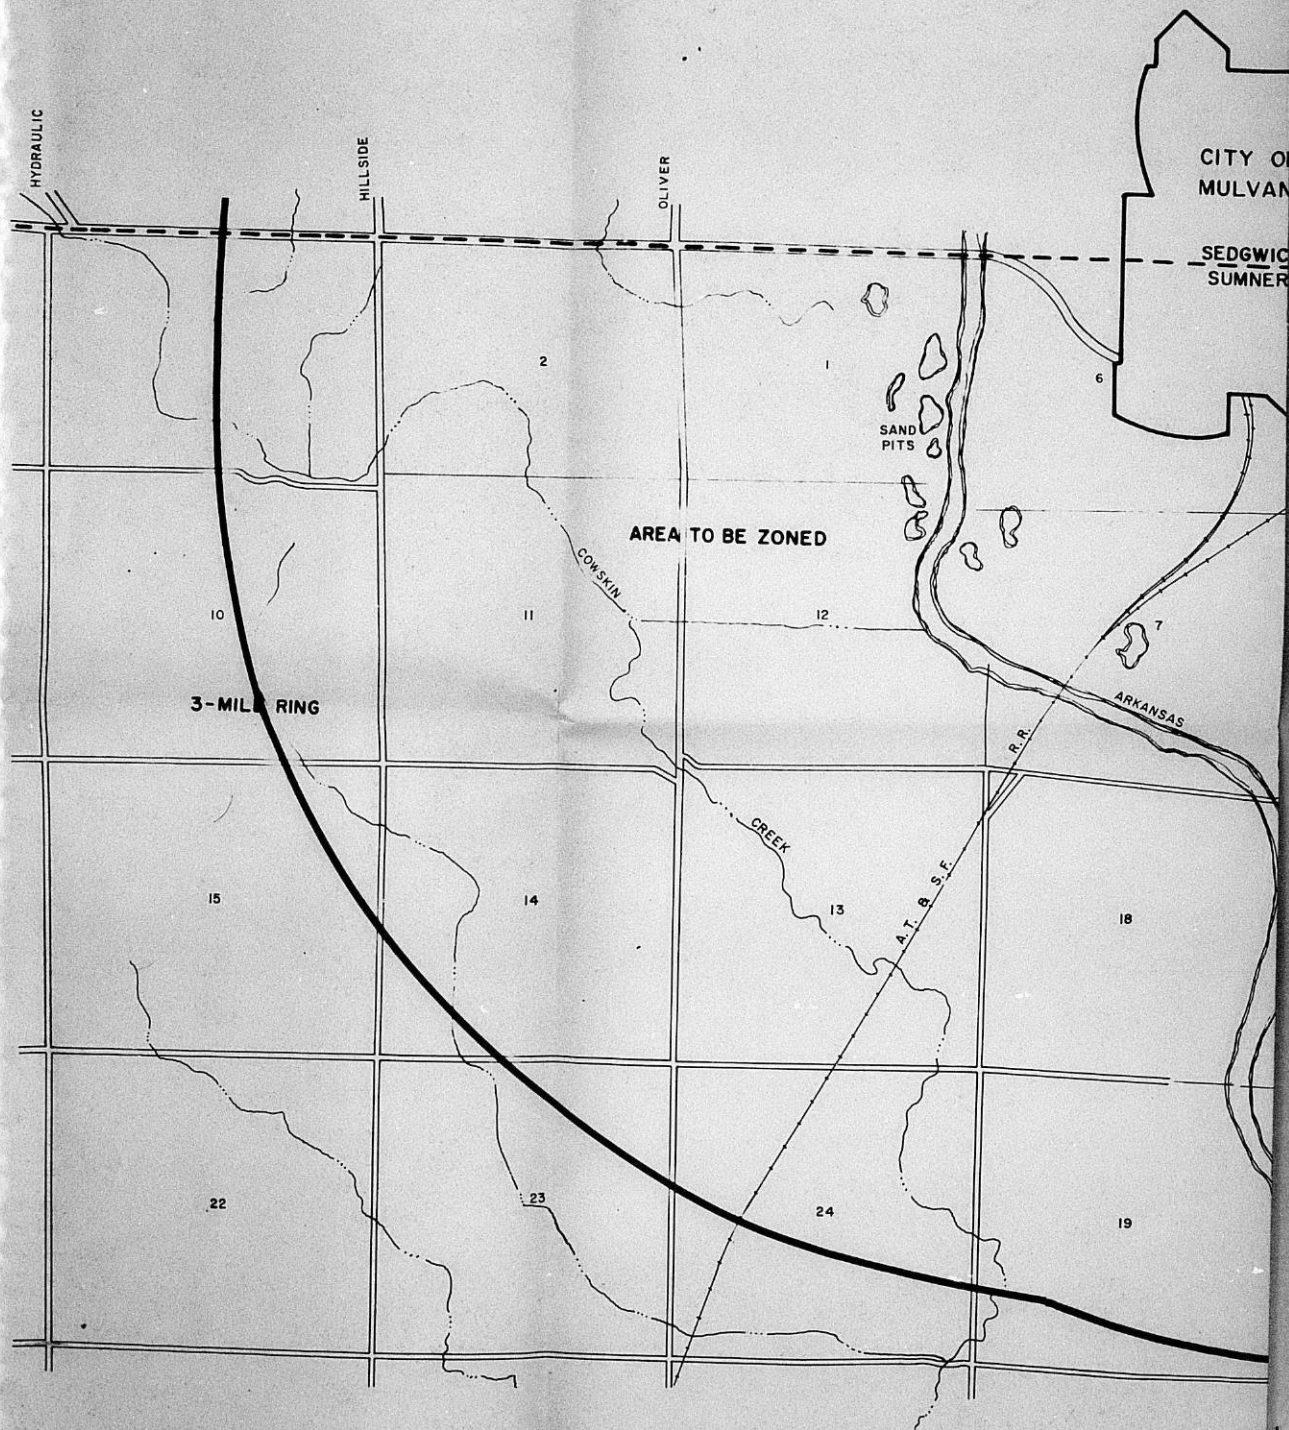 HYDRAULIC
HILLSIDE
OLIVER
CITY O
MULVAN
SEDGWIC
SUMNER
2
1
6
SAND
PITS
AREA TO BE ZONED
COWSKIN
10
11
12
7
3-MILE RING
ARKANSAS
R.R.
CREEK
A.T. & S.F.
15
14
13
18
22
23
24
19